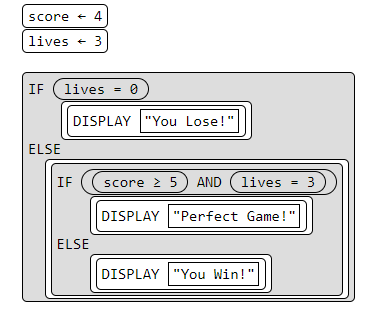 score ← 4
lives ← 3
IF lives = 0
DISPLAY "You Lose!"
ELSE
IF score ≥ 5 AND lives = 3
DISPLAY "Perfect Game!"
ELSE
DISPLAY "You Win!"